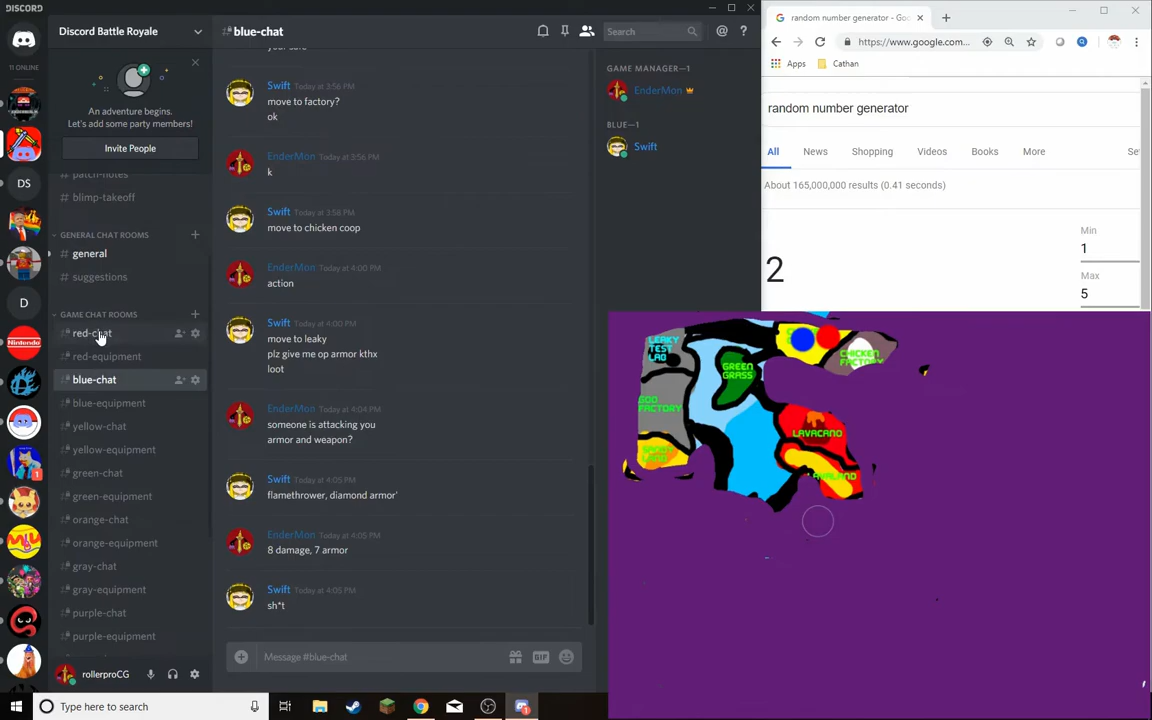 DISCORD
11 ONLINE
DS
D
1
Discord Battle Royale
An adventure begins.
Let's add some party members!
Invite People
patch-notes
blimp-takeoff
GENERAL CHAT ROOMS
general
suggestions
GAME CHAT ROOMS
red-chat
red-equipment
blue-chat
blue-equipment
yellow-chat
yellow-equipment
green-chat
green-equipment
orange-chat
orange-equipment
gray-chat
gray-equipment
purple-chat
purple-equipment
rollerproCG
# blue-chat
Search
Swift Today at 3:56 PM
move to factory?
ok
EnderMon Today at 3:56 PM
k
Swift Today at 3:56 PM
move to chicken coop
EnderMon Today at 4:00 PM
action
Swift Today at 4:00 PM
move to leaky
plz give me op armor kthx
loot
EnderMon Today at 4:04 PM
someone is attacking you
armor and weapon?
Swift Today at 4:05 PM
flamethrower, diamond armor'
EnderMon Today at 4:05 PM
8 damage, 7 armor
Swift Today at 4:05 PM
sh*t
Message #blue-chat
GIF
GAME MANAGER—1
EnderMon
BLUE—1
Swift
random number generator - Goo
https://www.google.com...
Apps
Cathan
random number generator
All News Shopping Videos Books More
About 165,000,000 results (0.41 seconds)
2
Min
1
Max
5
LEAKY
TEST
LAB
GREEN
GRASS
CHICKEN
FACTORY
GOO
FACTORY
LAVACANO
Type here to search